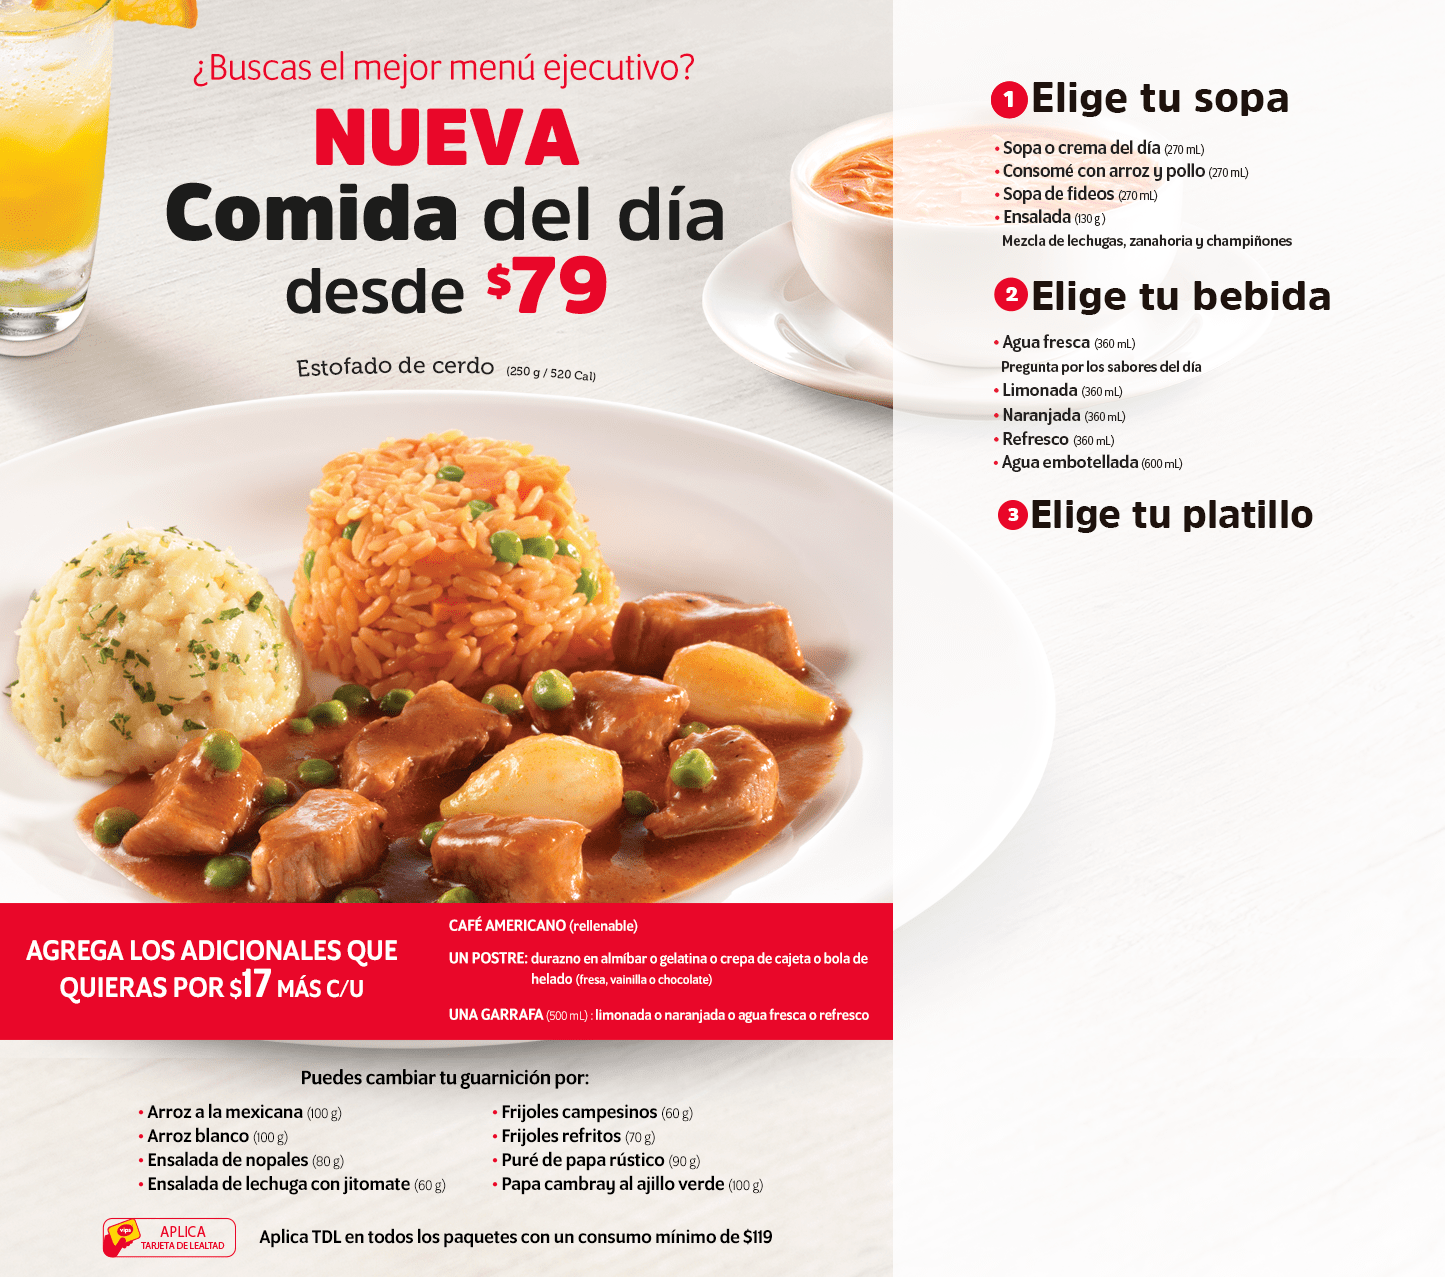 ¿Buscas el mejor menú ejecutivo?
NUEVA
Comida del día
desde $79
Estofado de cerdo (250 g / 520 Cal)
AGREGA LOS ADICIONALES QUE
QUIERAS POR $17 MÁS C/U
CAFÉ AMERICANO (rellenable)
UN POSTRE: durazno en almíbar o gelatina o crepa de cajeta o bola de
helado (fresa, vainilla o chocolate)
UNA GARRAFA (500 mL) : limonada o naranjada o agua fresca o refresco
Puedes cambiar tu guarnición por:
• Arroz a la mexicana (100 g)
• Arroz blanco (100 g)
• Ensalada de nopales (80 g)
• Ensalada de lechuga con jitomate (60 g)
• Frijoles campesinos (60 g)
• Frijoles refritos (70 g)
• Puré de papa rústico (90 g)
• Papa cambray al ajillo verde (100 g)
vips
APLICA
TARJETA DE LEALTAD
Aplica TDL en todos los paquetes con un consumo mínimo de $119
1 Elige tu sopa
• Sopa o crema del día (270 mL)
• Consomé con arroz y pollo (270 mL)
• Sopa de fideos (270 mL)
• Ensalada (130 g )
Mezcla de lechugas, zanahoria y champiñones
2 Elige tu bebida
• Agua fresca (360 mL)
Pregunta por los sabores del día
• Limonada (360 mL)
• Naranjada (360 mL)
• Refresco (360 mL)
• Agua embotellada (600 mL)
3 Elige tu platillo